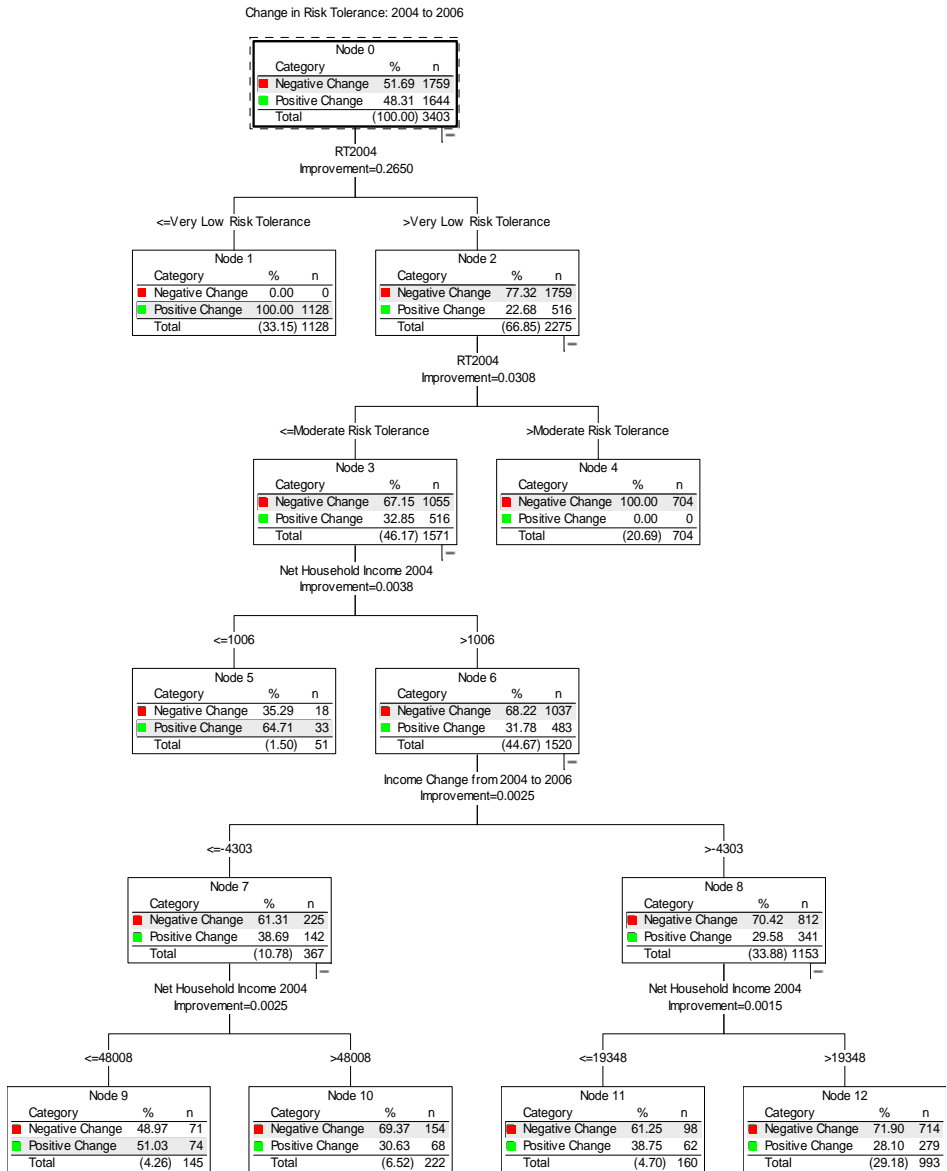 Change in Risk Tolerance: 2004 to 2006
Node 0
Category % n
Negative Change 51.69 1759
Positive Change 48.31 1644
Total (100.00) 3403
RT2004
Improvement=0.2650
<=Very Low Risk Tolerance >Very Low Risk Tolerance
Node 1
Category % n
Negative Change 0.00 0
Positive Change 100.00 1128
Total (33.15) 1128
Node 2
Category % n
Negative Change 77.32 1759
Positive Change 22.68 516
Total (66.85) 2275
RT2004
Improvement=0.0308
<=Moderate Risk Tolerance >Moderate Risk Tolerance
Node 3
Category % n
Negative Change 67.15 1055
Positive Change 32.85 516
Total (46.17) 1571
Node 4
Category % n
Negative Change 100.00 704
Positive Change 0.00 0
Total (20.69) 704
Net Household Income 2004
Improvement=0.0038
<=1006 >1006
Node 5
Category % n
Negative Change 35.29 18
Positive Change 64.71 33
Total (1.50) 51
Node 6
Category % n
Negative Change 68.22 1037
Positive Change 31.78 483
Total (44.67) 1520
Income Change from 2004 to 2006
Improvement=0.0025
<=-4303 >-4303
Node 7
Category % n
Negative Change 61.31 225
Positive Change 38.69 142
Total (10.78) 367
Node 8
Category % n
Negative Change 70.42 812
Positive Change 29.58 341
Total (33.88) 1153
Net Household Income 2004
Improvement=0.0025
Net Household Income 2004
Improvement=0.0015
<=48008 >48008 <=19348 >19348
Node 9
Category % n
Negative Change 48.97 71
Positive Change 51.03 74
Total (4.26) 145
Node 10
Category % n
Negative Change 69.37 154
Positive Change 30.63 68
Total (6.52) 222
Node 11
Category % n
Negative Change 61.25 98
Positive Change 38.75 62
Total (4.70) 160
Node 12
Category % n
Negative Change 71.90 714
Positive Change 28.10 279
Total (29.18) 993